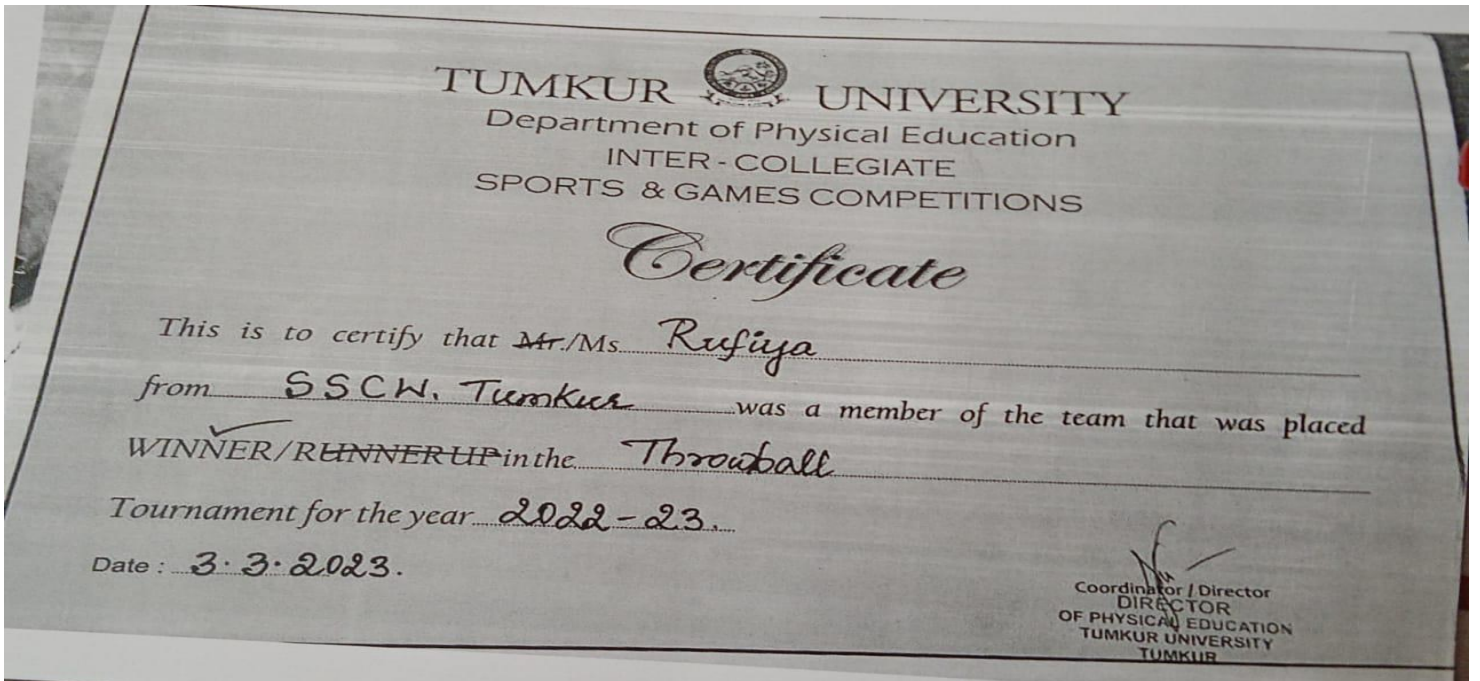 TUMKUR UNIVERSITY
Department of Physical Education
INTER - COLLEGIATE
SPORTS & GAMES COMPETITIONS
Certificate
This is to certify that Mr./Ms. Rufiya
from SSCW. Tumkur was a member of the team that was placed
WINNER/RUNNER UP in the Throwball
Tournament for the year 2022-23.
Date : 3.3.2023.
Coordinator / Director
DIRECTOR
OF PHYSICAL EDUCATION
TUMKUR UNIVERSITY
TUMKUR